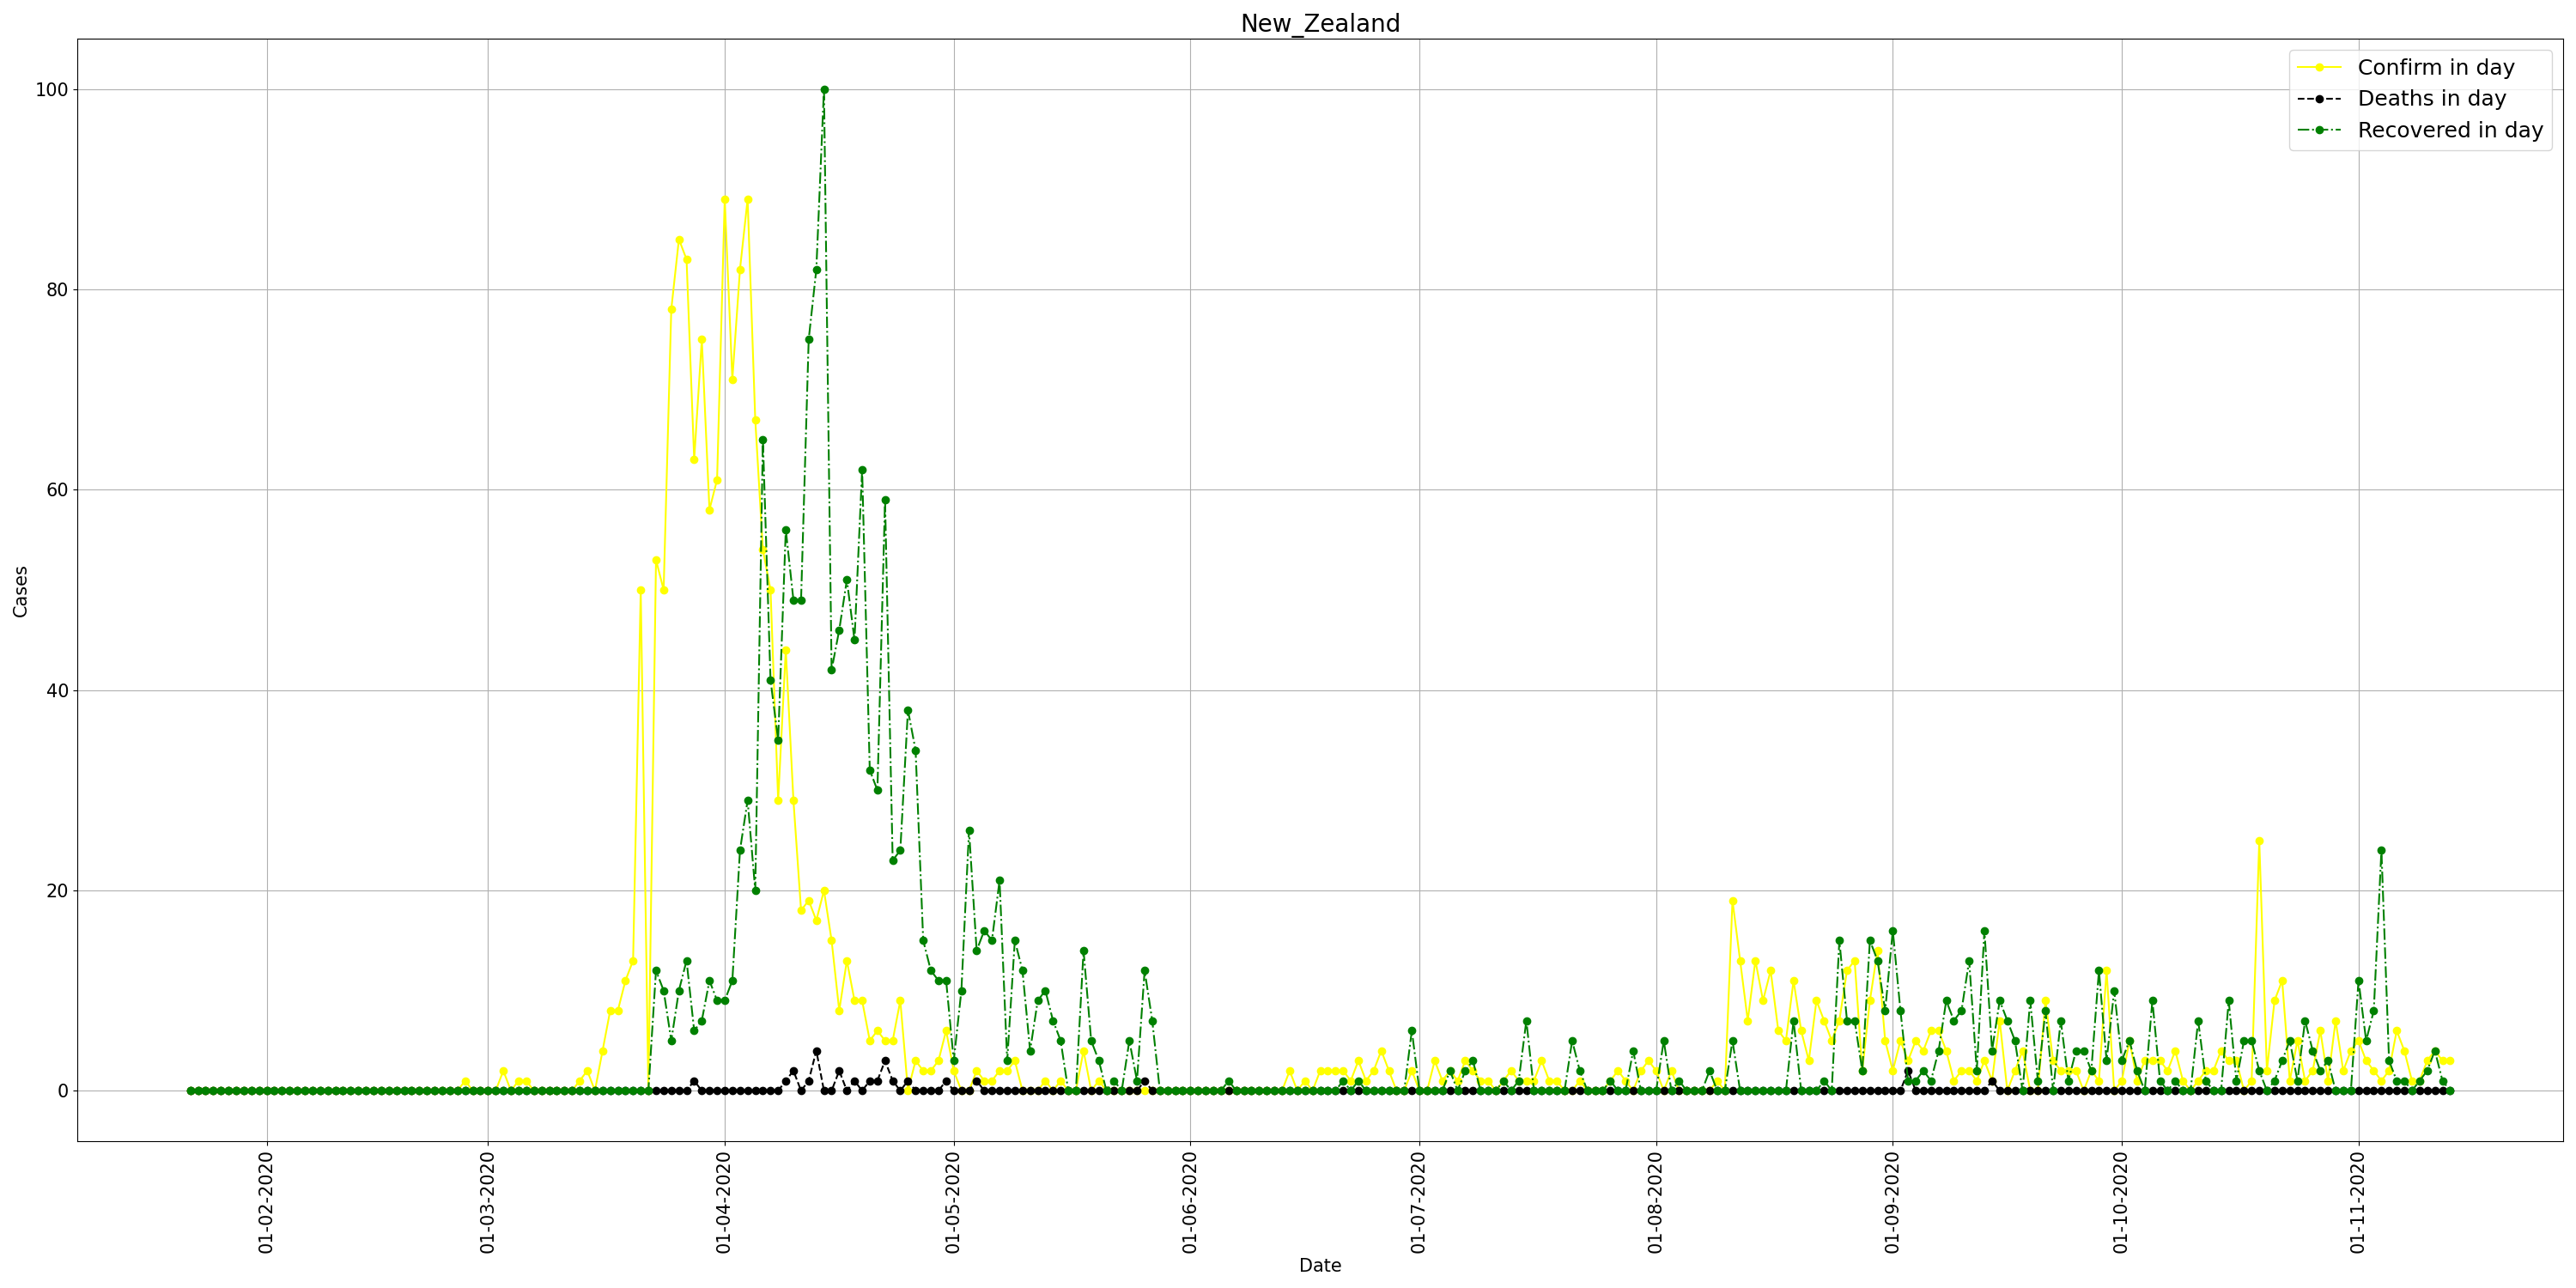 New_Zealand
Confirm in day
Deaths in day
Recovered in day
100
80
60
40
20
0
Cases
01-02-2020
01-03-2020
01-04-2020
01-05-2020
01-06-2020
01-07-2020
01-08-2020
01-09-2020
01-10-2020
01-11-2020
Date